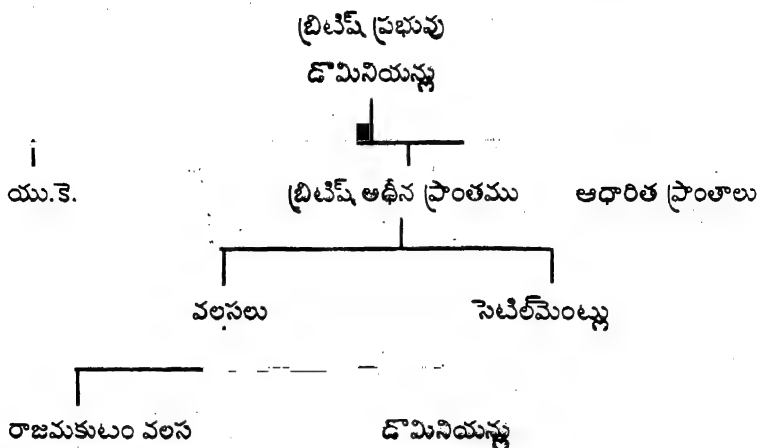 బ్రిటిష్ ప్రభువు
డొమినియన్లు
యు.కె. బ్రిటిష్ అధీన ప్రాంతము ఆధారిత ప్రాంతాలు
వలసలు సెటిల్‌మెంట్లు
రాజమకుటం వలస డొమినియన్లు